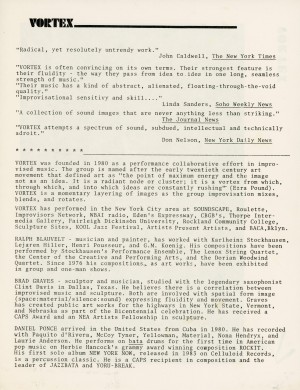 VORTEX
"Radical, yet resolutely untrendy work."
John Caldwell, The New York Times
"VORTEX is often convincing on its own terms. Their strongest feature is
their fluidity - the way they pass from idea to idea in one long, seamless
strength of music."
"Their music has a kind of abstract, alienated, floating-through-the-void
quality."
"Improvisational sensitivy and skill...."
Linda Sanders, Soho Weekly News
"A collection of sound images that are never anything less than striking."
The Journal News
"VORTEX attempts a spectrum of sound, subdued, intellectual and technically
adroit."
Don Nelson, New York Daily News
* * * * * * * * * *
VORTEX was founded in 1980 as a performance collaborative effort in impro-
vised music. The group is named after the early twentieth century art
movement that defined art as "the point of maximum energy and the image
not as an idea. It is a radiant node or cluster; it is a vortex from which,
through which, and into which ideas are constantly rushing" (Ezra Pound).
VORTEX is a momentary layering of images as the group improvisation mixes,
blends, and rotates.
VORTEX has performed in the New York City area at SOUNDSCAPE, Roulette,
Improvisors Network, WBAI radio, Eden's Expressway, CBGB's, Thorpe Inter-
media Gallery, Fairleigh Dickinson University, Rockland Community College,
Sculpture Sites, KOOL Jazz Festival, Artists Present Artists, and BACA,Bklyn.
RALPH BLAUVELT - musician and painter, has worked with Karlheinz Stockhausen,
Lejaren Hiller, Henri Pousseur, and G.M. Koenig. His compositions have been
performed by Stockhausen's Performance Ensemble, The Lenox String Quartet,
the Center of the Creative and Performing Arts, and the Dorian Woodwind
Quartet. Since 1976 his compositions, as art works, have been exhibited
in group and one-man shows.
BRAD GRAVES - sculptor and musician, studied with the legendary saxophonist
Clint Davis in Dallas, Texas. He believes there is a correlation between
improvised music and sculpture. Both are involved with spatial form image
(space:material/silence:sound) expressing fluidity and movement. Graves
has created public art works for the highways in New York State, Vermont,
and Nebraska as part of the Bicentennial celebration. He has received a
CAPS Award and an NEA Artists Fellowship in sculpture.
DANIEL PONCE arrived in the United States from Cuba in 1980. He has recorded
with Paquito d'Rivera, McCoy Tyner, Yellowman, Material, Nona Hendryx, and
Laurie Anderson. He performs on bata drums for the first time in American
pop music on Herbie Hancock's grammy award winning composition ROCKIT.
His first solo album NEW YORK NOW, released in 1983 on Celluloid Records,
is a percussion classic. He is a CAPS recipient in composition and the
leader of JAZZBATA and YORU-BREAK.